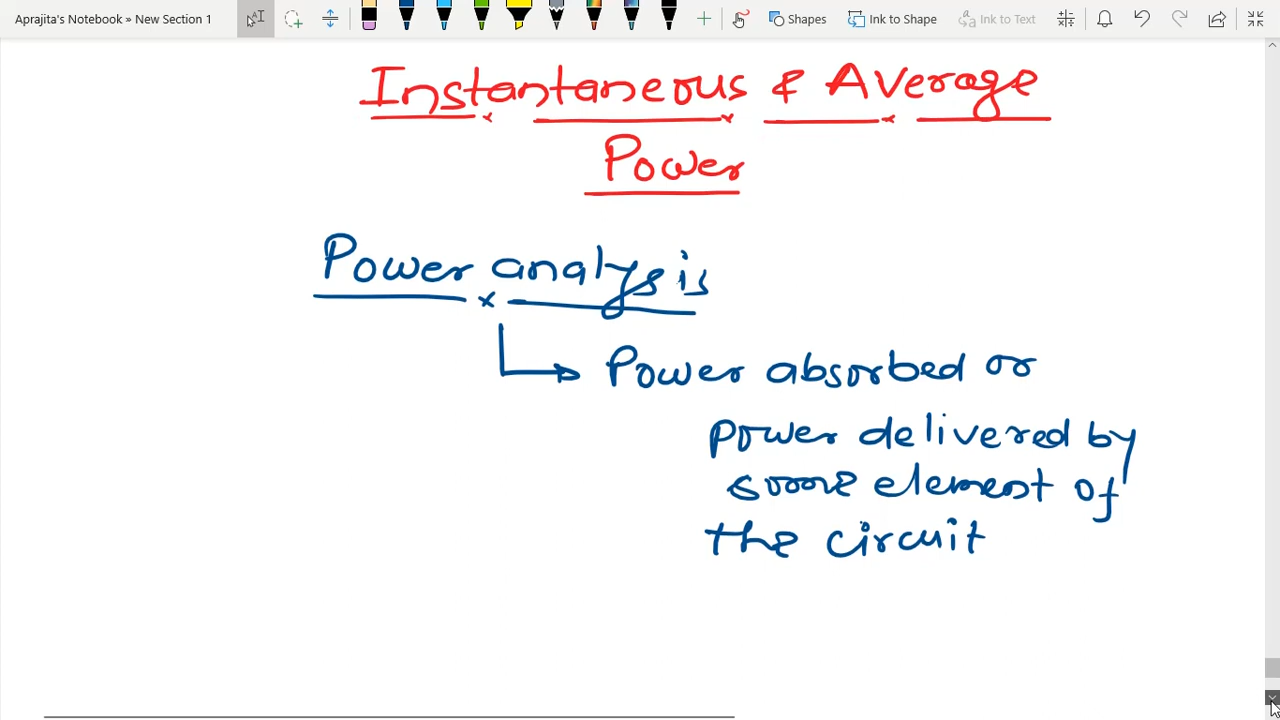 Aprajita's Notebook » New Section 1
Shapes
Ink to Shape
Ink to Text
Instantaneous & Average
Power
Power analysis
Power absorbed or
power delivered by
some element of
the circuit